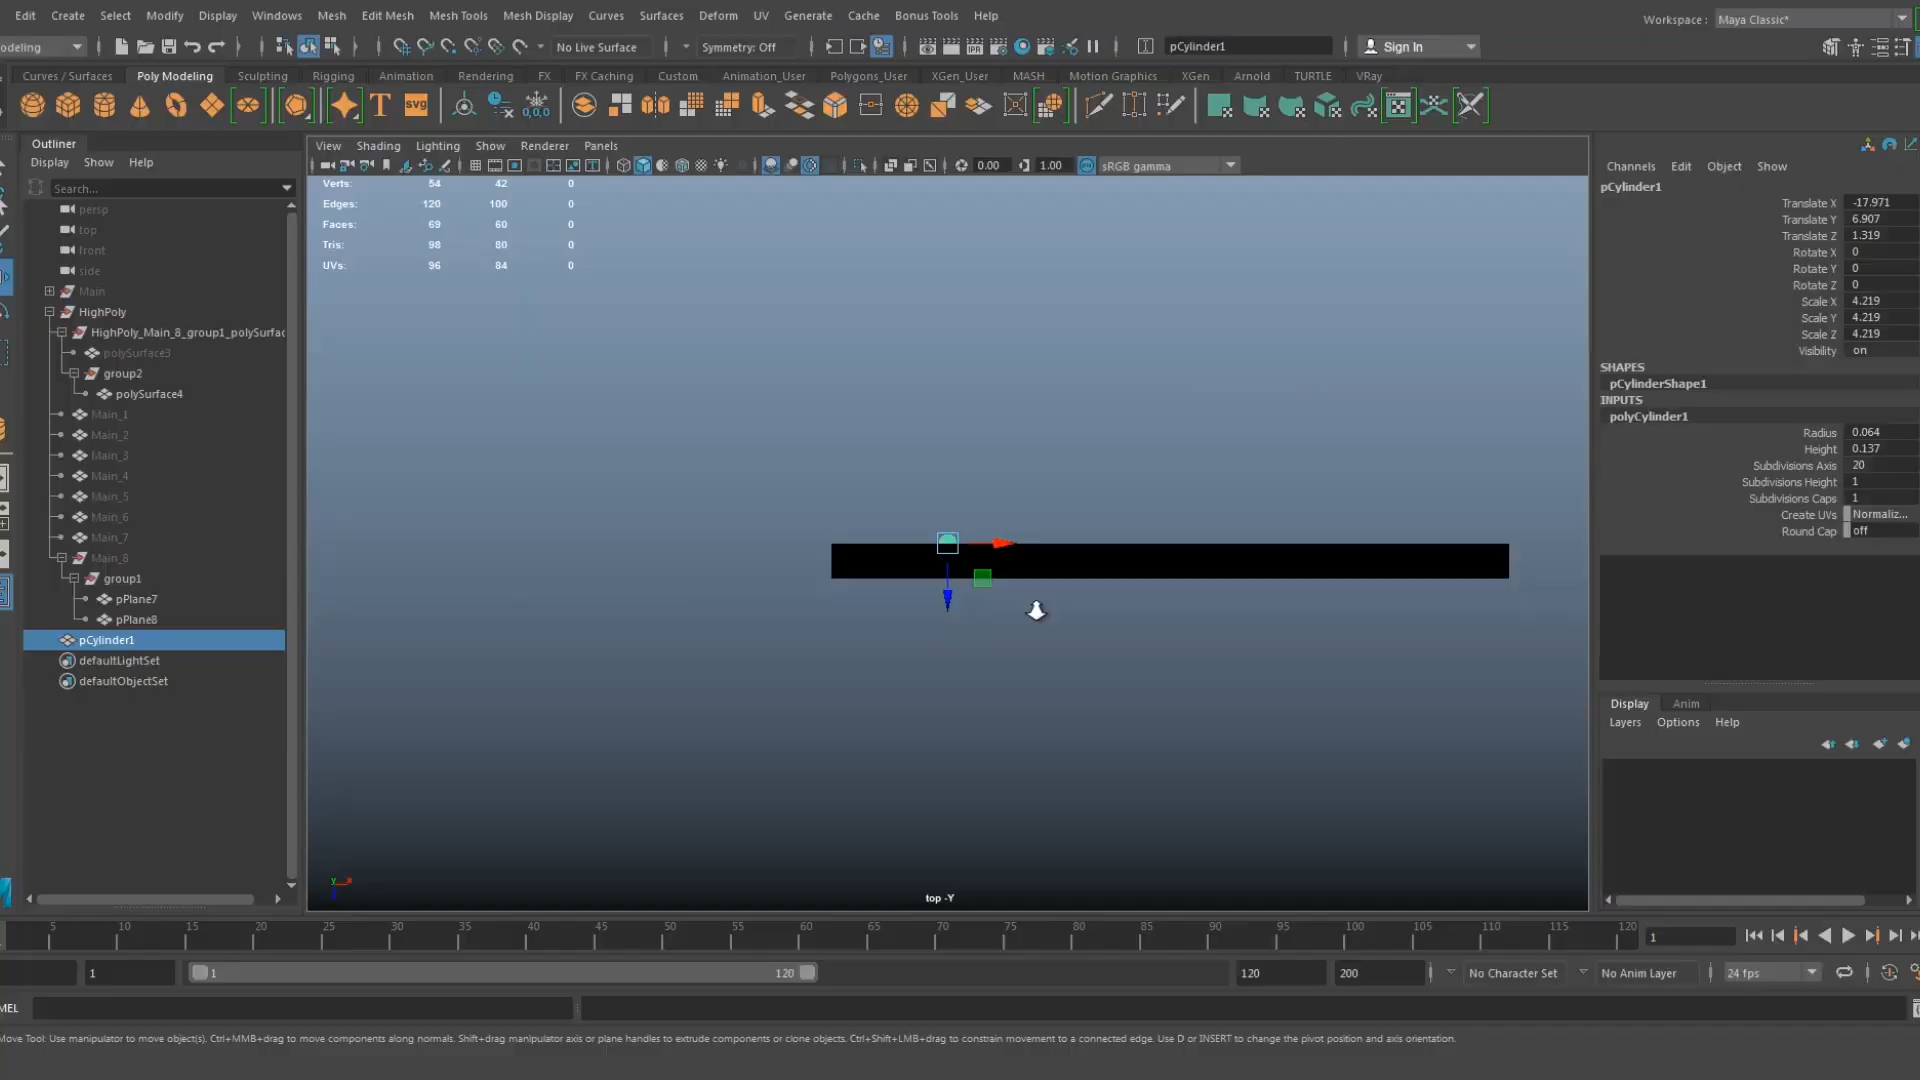 Edit Create Select Modify Display Windows Mesh Edit Mesh Mesh Tools Mesh Display Curves Surfaces Deform UV Generate Cache Bonus Tools Help
Workspace : Maya Classic*
odeling No Live Surface Symmetry: Off pCylinder1 Sign In
Curves / Surfaces Poly Modeling Sculpting Rigging Animation Rendering FX FX Caching Custom Animation_User Polygons_User XGen_User MASH Motion Graphics XGen Arnold TURTLE VRay
T svg 0,0,0
Outliner
Display Show Help
Search...
persp
top
front
side
Main
HighPoly
HighPoly_Main_8_group1_polySurfac
polySurface3
group2
polySurface4
Main_1
Main_2
Main_3
Main_4
Main_5
Main_6
Main_7
Main_8
group1
pPlane7
pPlane8
pCylinder1
defaultLightSet
defaultObjectSet
View Shading Lighting Show Renderer Panels
0.00 1.00 sRGB gamma
Verts: 54 42 0
Edges: 120 100 0
Faces: 69 60 0
Tris: 98 80 0
UVs: 96 84 0
y x
top -Y
Channels Edit Object Show
pCylinder1
Translate X -17.971
Translate Y 6.907
Translate Z 1.319
Rotate X 0
Rotate Y 0
Rotate Z 0
Scale X 4.219
Scale Y 4.219
Scale Z 4.219
Visibility on
SHAPES
pCylinderShape1
INPUTS
polyCylinder1
Radius 0.064
Height 0.137
Subdivisions Axis 20
Subdivisions Height 1
Subdivisions Caps 1
Create UVs Normaliz...
Round Cap off
Display Anim
Layers Options Help
5 10 15 20 25 30 35 40 45 50 55 60 65 70 75 80 85 90 95 100 105 110 115 120
1
1 1 120 120 200 No Character Set No Anim Layer 24 fps
MEL
Move Tool: Use manipulator to move object(s). Ctrl+MMB+drag to move components along normals. Shift+drag manipulator axis or plane handles to extrude components or clone objects. Ctrl+Shift+LMB+drag to constrain movement to a connected edge. Use D or INSERT to change the pivot position and axis orientation.